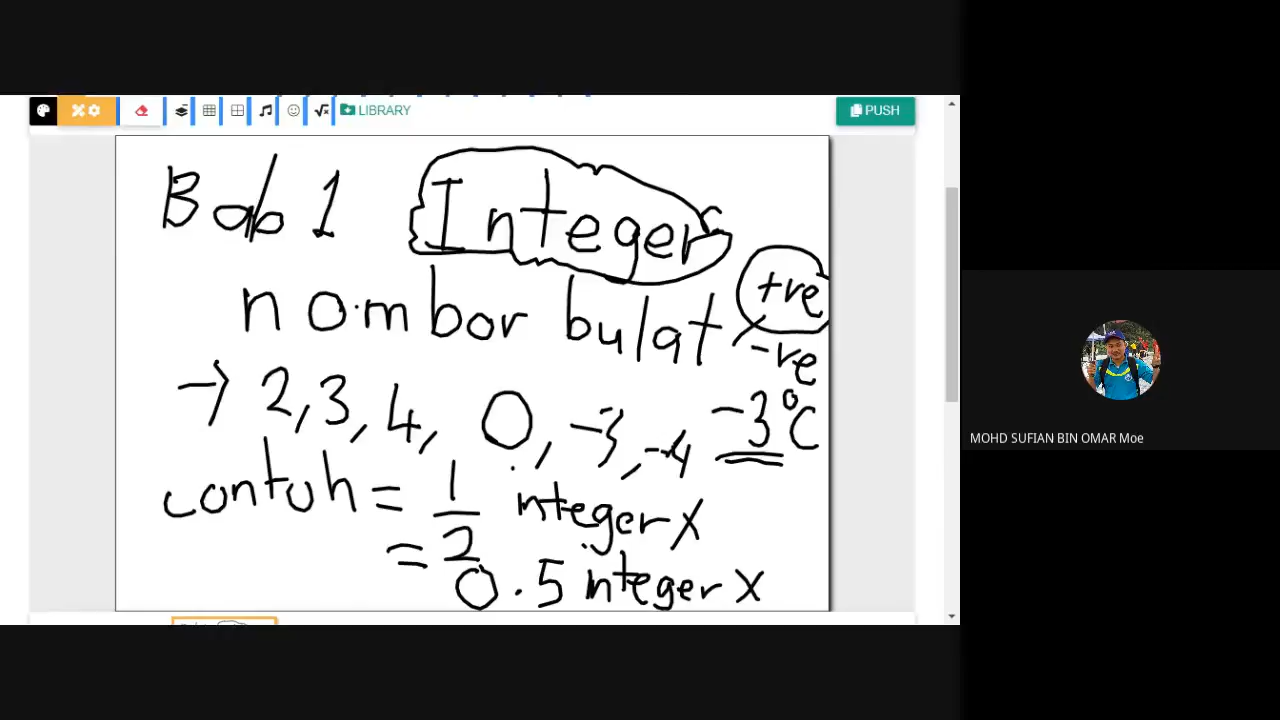 LIBRARY
PUSH
Bab 1 Integer
nombor bulat +ve
-ve
→ 2, 3, 4, 0, -3, -4 -3°C
contoh = 1/2 integer X
= 0.5 integer X
MOHD SUFIAN BIN OMAR Moe